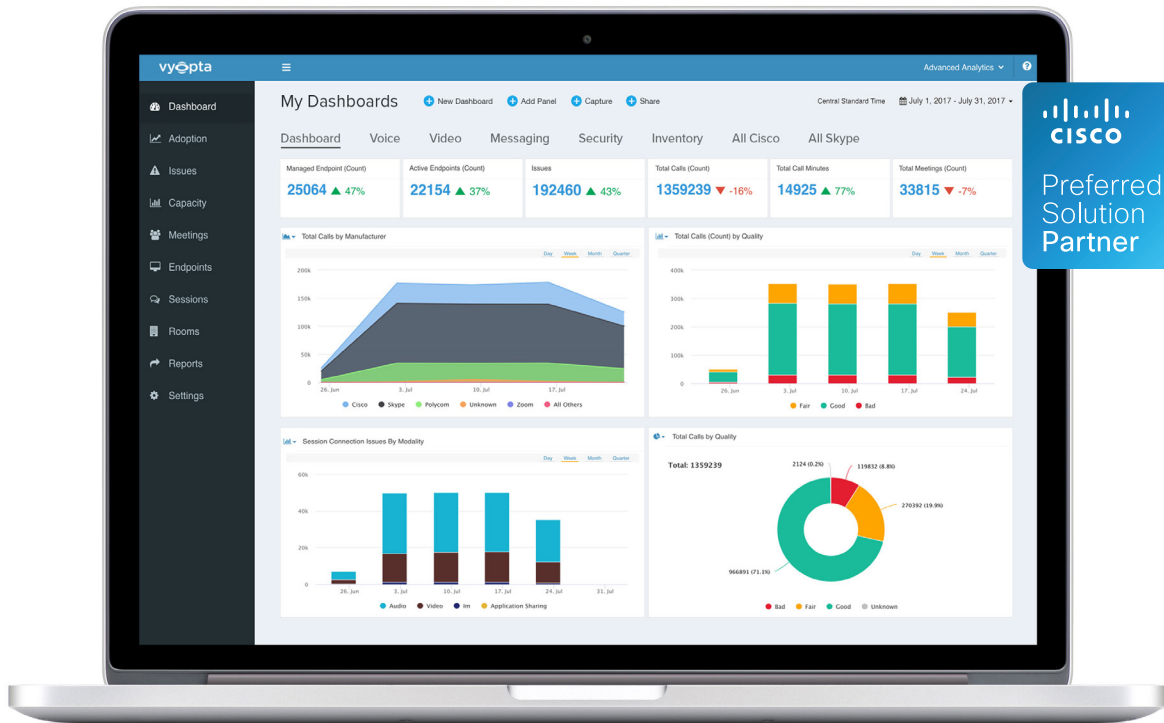 vyopta
Advanced Analytics
?
Dashboard
Adoption
Issues
Capacity
Meetings
Endpoints
Sessions
Rooms
Reports
Settings
My Dashboards
New Dashboard
Add Panel
Capture
Share
Central Standard Time
July 1, 2017 - July 31, 2017
Dashboard Voice Video Messaging Security Inventory All Cisco All Skype
Managed Endpoint (Count)
25064 ▲ 47%
Active Endpoints (Count)
22154 ▲ 37%
Issues
192460 ▲ 43%
Total Calls (Count)
1359239 ▼ -16%
Total Call Minutes
14925 ▲ 77%
Total Meetings (Count)
33815 ▼ -7%
Total Calls by Manufacturer
Day Week Month Quarter
200k
150k
100k
50k
0
26. Jun 3. Jul 10. Jul 17. Jul
Cisco Skype Polycom Unknown Zoom All Others
Total Calls (Count) by Quality
Day Week Month Quarter
400k
300k
200k
100k
0
26. Jun 3. Jul 10. Jul 17. Jul 24. Jul
Fair Good Bad
Session Connection Issues By Modality
Day Week Month Quarter
60k
40k
20k
0
26. Jun 3. Jul 10. Jul 17. Jul 24. Jul 31. Jul
Audio Video Im Application Sharing
Total Calls by Quality
Total: 1359239
2124 (0.2%)
119832 (8.8%)
270392 (19.9%)
966891 (71.1%)
Bad Fair Good Unknown
CISCO
Preferred
Solution
Partner